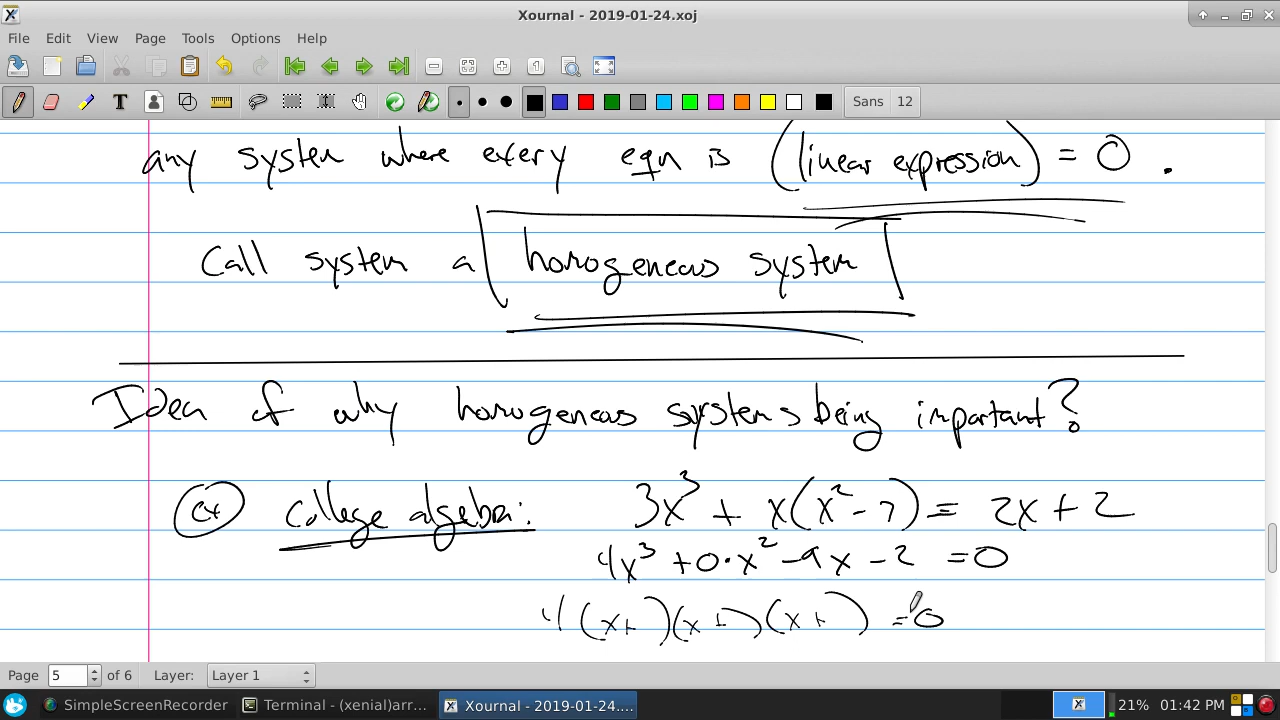 Xournal - 2019-01-24.xoj
File Edit View Page Tools Options Help
Sans 12
any system where every eqn is (linear expression) = 0 .
Call system a homogeneous system
Idea of why homogeneous systems being important?
ex college algebra: 3x³ + x(x² - 7) = 2x + 2
4x³ + 0·x² - 9x - 2 = 0
4(x+ )(x+ )(x+ ) = 0
Page 5 of 6 Layer: Layer 1
SimpleScreenRecorder Terminal - (xenial)arr... Xournal - 2019-01-24.... 21% 01:42 PM